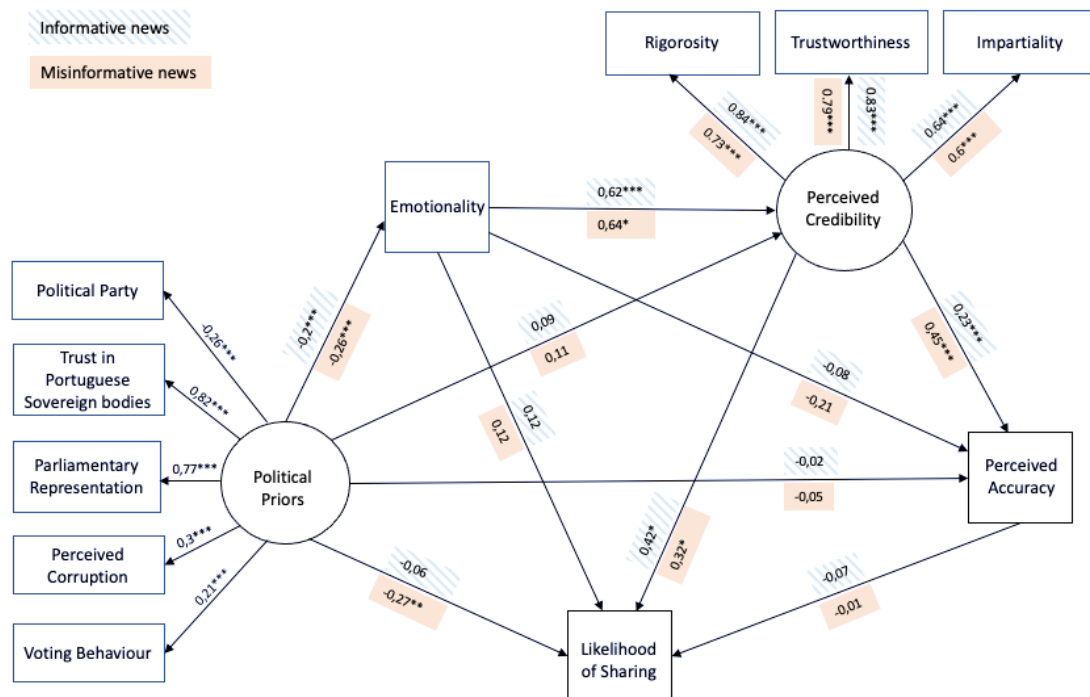 Informative news
Misinformative news
Rigorosity
Trustworthiness
Impartiality
0.84***
0.73***
0.79***
0.83***
0.64***
0.6***
Emotionality
0,62***
0,64*
Perceived
Credibility
Political Party
-0,26***
-0,2***
-0,26***
0,09
0,11
0,23***
0,45***
Trust in
Portuguese
Sovereign bodies
0,82***
-0,08
-0,21
0,12
0,12
Parliamentary
Representation
0,77***
Political
Priors
-0,02
-0,05
Perceived
Accuracy
Perceived
Corruption
0,3***
0,42*
0,32*
-0,06
-0,27**
-0,07
-0,01
Voting Behaviour
0,21***
Likelihood
of Sharing